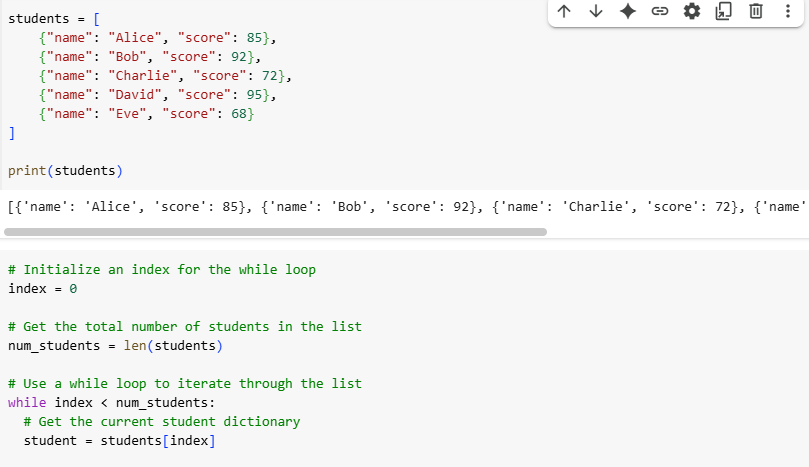 students = [
    {"name": "Alice", "score": 85},
    {"name": "Bob", "score": 92},
    {"name": "Charlie", "score": 72},
    {"name": "David", "score": 95},
    {"name": "Eve", "score": 68}
]
print(students)
[{'name': 'Alice', 'score': 85}, {'name': 'Bob', 'score': 92}, {'name': 'Charlie', 'score': 72}, {'name'
# Initialize an index for the while loop
index = 0
# Get the total number of students in the list
num_students = len(students)
# Use a while loop to iterate through the list
while index < num_students:
  # Get the current student dictionary
  student = students[index]